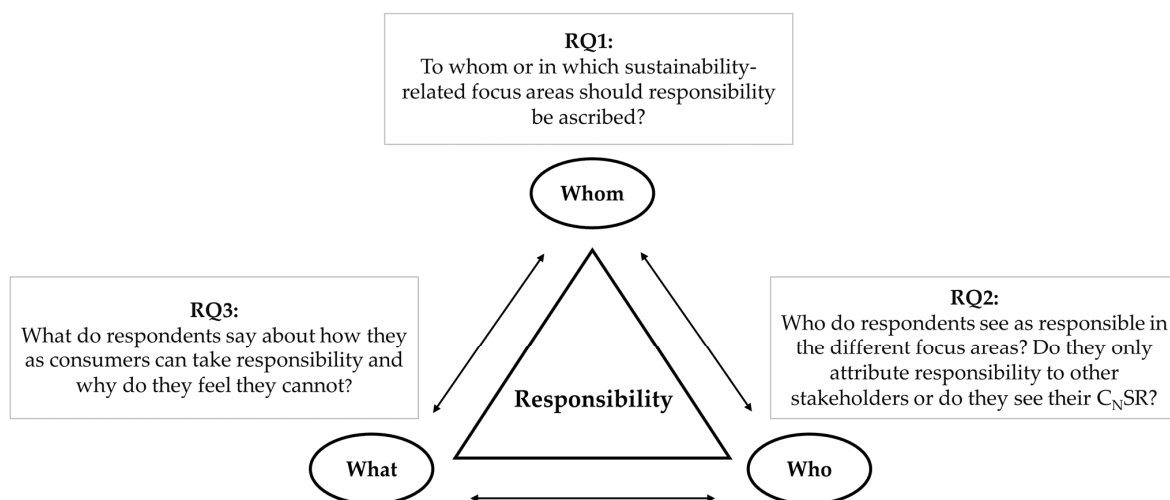 RQ1:
To whom or in which sustainability-
related focus areas should responsibility
be ascribed?
Whom
RQ3:
What do respondents say about how they
as consumers can take responsibility and
why do they feel they cannot?
RQ2:
Who do respondents see as responsible in
the different focus areas? Do they only
attribute responsibility to other
stakeholders or do they see their CNSR?
Responsibility
What
Who